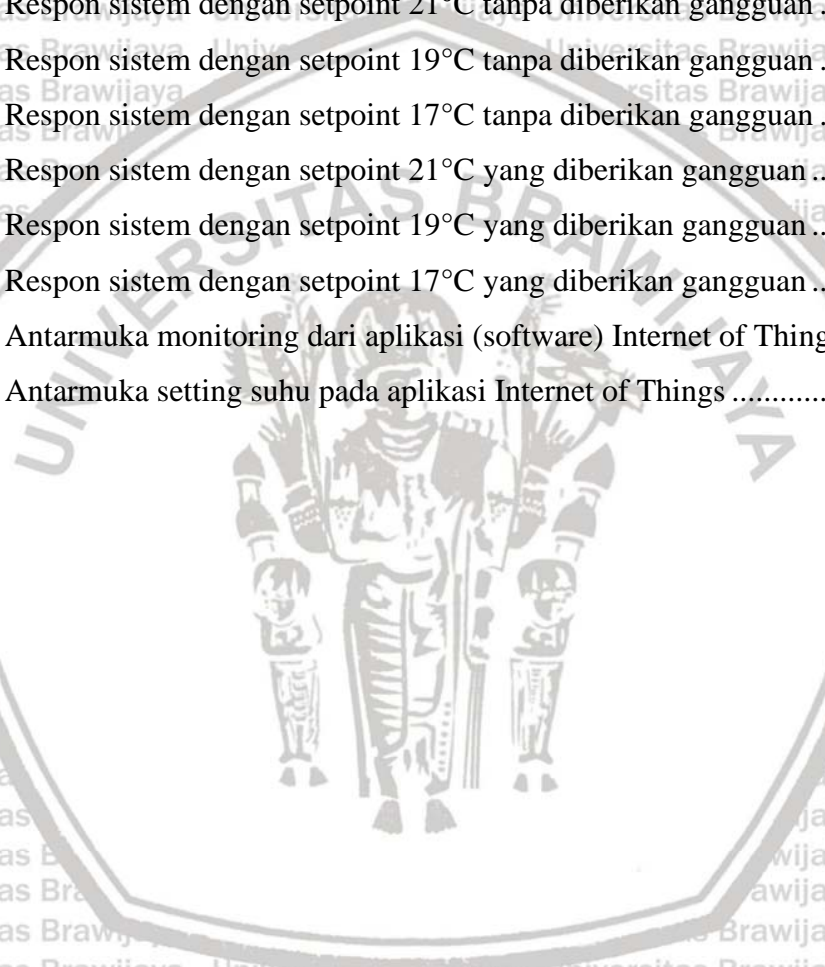 Respon sistem dengan setpoint 21°C tanpa diberikan gangguan .
Respon sistem dengan setpoint 19°C tanpa diberikan gangguan .
Respon sistem dengan setpoint 17°C tanpa diberikan gangguan .
Respon sistem dengan setpoint 21°C yang diberikan gangguan ..
Respon sistem dengan setpoint 19°C yang diberikan gangguan ..
Respon sistem dengan setpoint 17°C yang diberikan gangguan ..
Antarmuka monitoring dari aplikasi (software) Internet of Thing
Antarmuka setting suhu pada aplikasi Internet of Things ............
UNIVERSITAS BRAWIJAYA